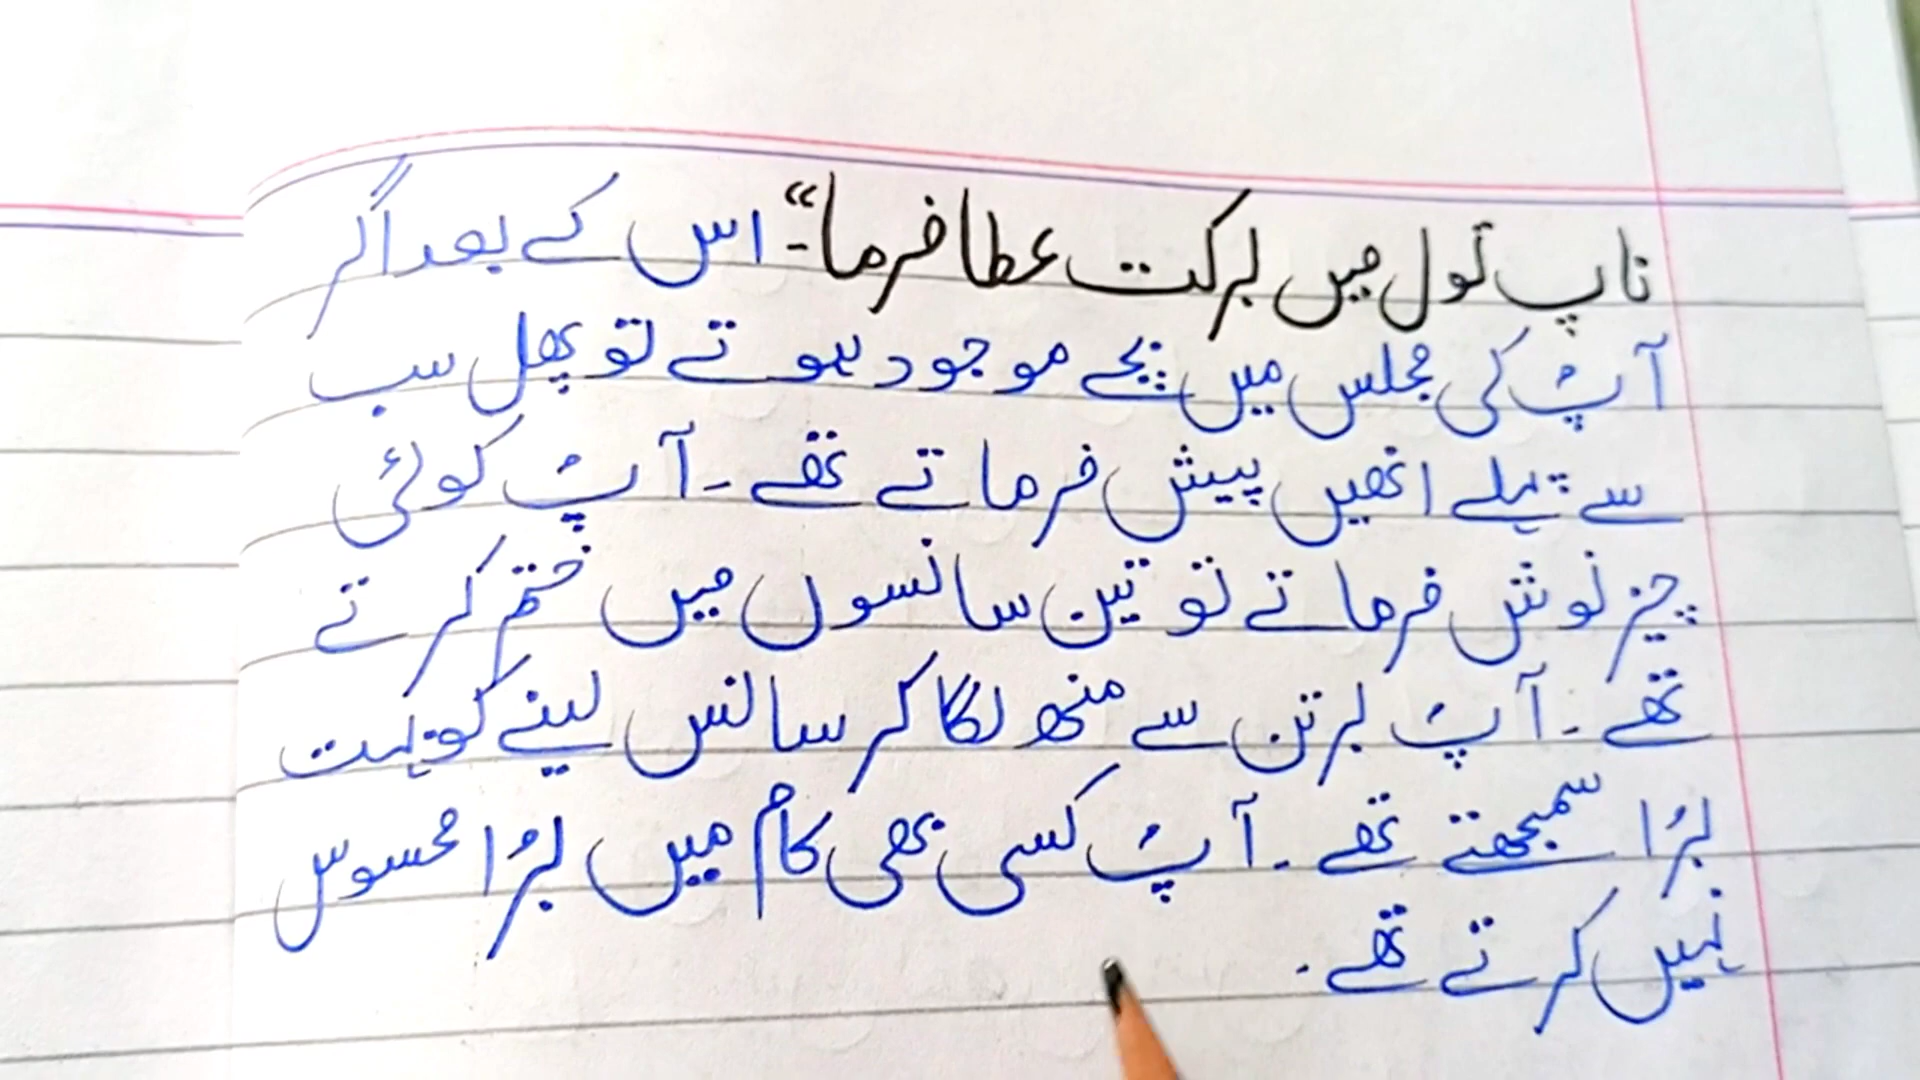 ناپ تول میں برکت عطا فرما“۔ اس کے بعد اگر
آپؐ کی مجلس میں بچے موجود ہوتے تو پھل سب
سے پہلے انھیں پیش فرماتے تھے۔ آپؐ کوئی
چیز نوش فرماتے تو تین سانسوں میں ختم کرتے
تھے۔ آپؐ برتن سے منھ لگا کر سانس لینے کو بہت
بُرا سمجھتے تھے۔ آپؐ کسی بھی کام میں بُرا محسوس
نہیں کرتے تھے۔